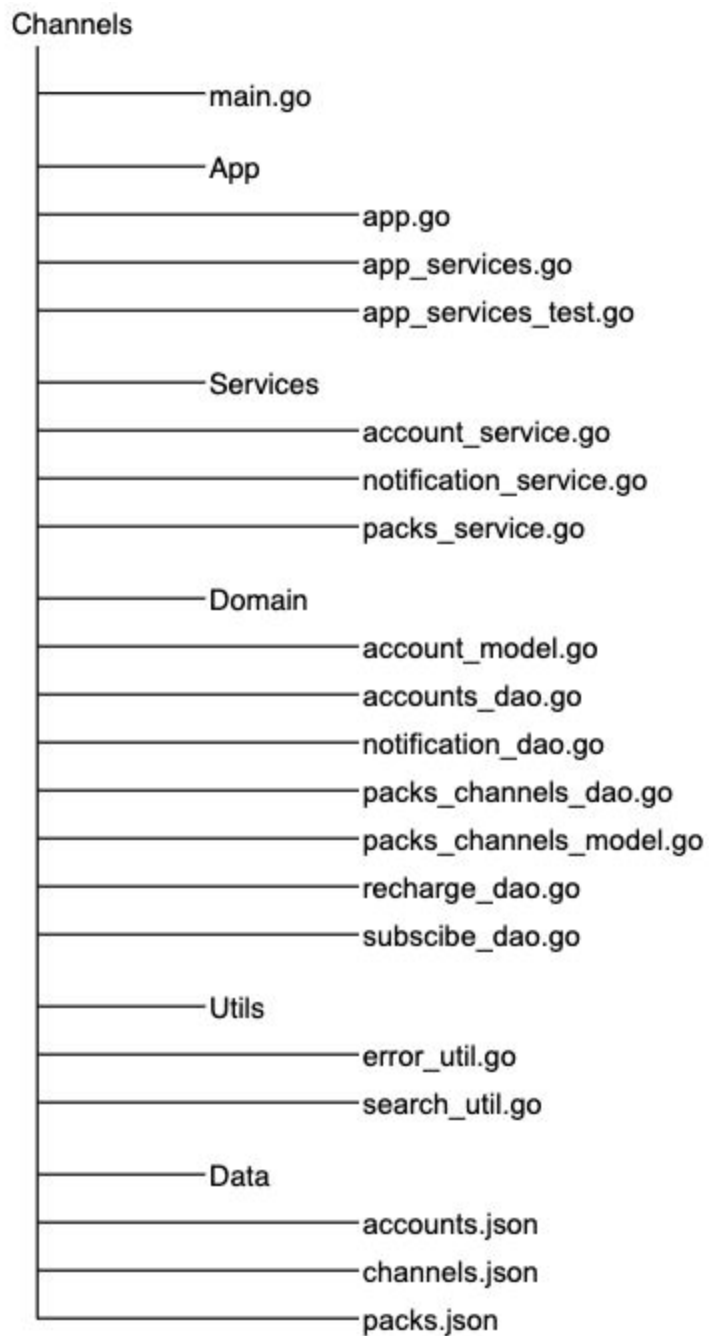 Channels
main.go
App
app.go
app_services.go
app_services_test.go
Services
account_service.go
notification_service.go
packs_service.go
Domain
account_model.go
accounts_dao.go
notification_dao.go
packs_channels_dao.go
packs_channels_model.go
recharge_dao.go
subscibe_dao.go
Utils
error_util.go
search_util.go
Data
accounts.json
channels.json
packs.json